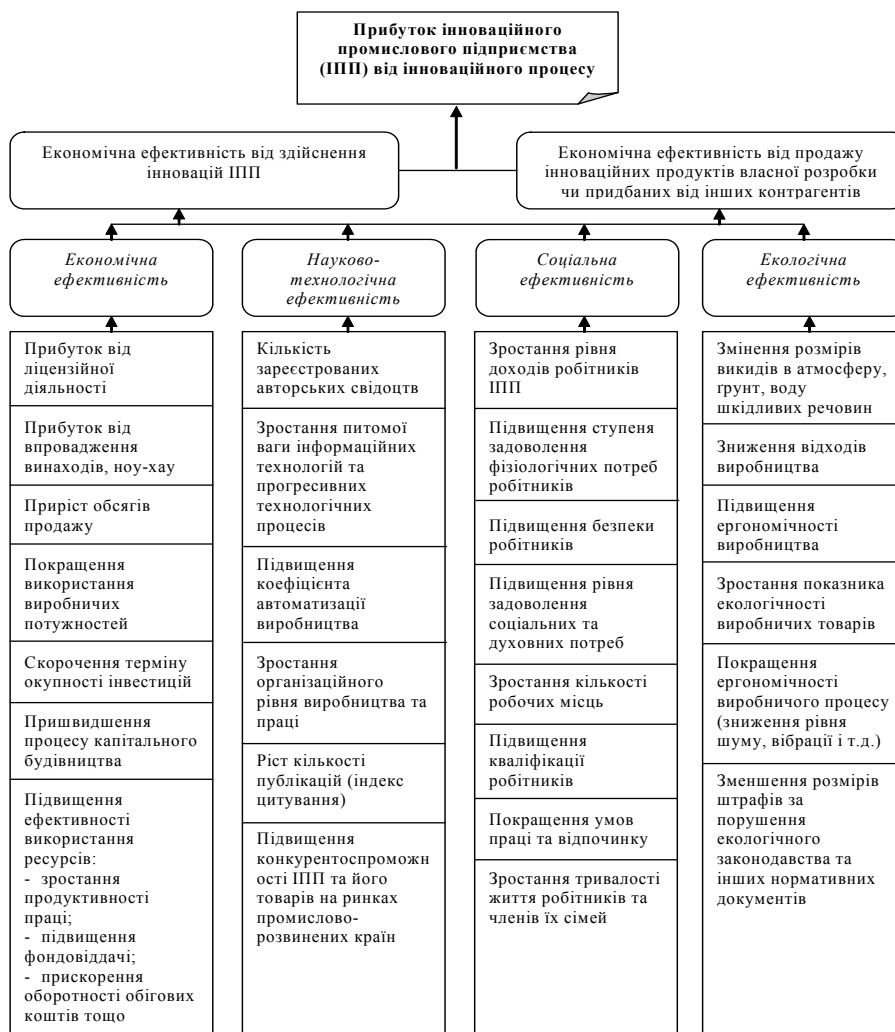 Прибуток інноваційного
промислового підприємства
(ІПП) від інноваційного процесу
Економічна ефективність від здійснення
інновацій ІПП
Економічна ефективність від продажу
інноваційних продуктів власної розробки
чи придбаних від інших контрагентів
Економічна
ефективність
Науково-
технологічна
ефективність
Соціальна
ефективність
Екологічна
ефективність
Прибуток від
ліцензійної
діяльності
Прибуток від
впровадження
винаходів, ноу-хау
Приріст обсягів
продажу
Покращення
використання
виробничих
потужностей
Скорочення терміну
окупності інвестицій
Пришвидшення
процесу капітального
будівництва
Підвищення
ефективності
використання
ресурсів:
- зростання
продуктивності
праці;
- підвищення
фондовіддачі;
- прискорення
оборотності обігових
коштів тощо
Кількість
зареєстрованих
авторських свідоцтв
Зростання питомої
ваги інформаційних
технологій та
прогресивних
технологічних
процесів
Підвищення
коефіцієнта
автоматизації
виробництва
Зростання
організаційного
рівня виробництва та
праці
Ріст кількості
публікацій (індекс
цитування)
Підвищення
конкурентоспроможн
ності ІПП та його
товарів на ринках
промислово-
розвинених країн
Зростання рівня
доходів робітників
ІПП
Підвищення ступеня
задоволення
фізіологічних потреб
робітників
Підвищення безпеки
робітників
Підвищення рівня
задоволення
соціальних та
духовних потреб
Зростання кількості
робочих місць
Підвищення
кваліфікації
робітників
Покращення умов
праці та відпочинку
Зростання тривалості
життя робітників та
членів їх сімей
Змінення розмірів
викидів в атмосферу,
ґрунт, воду
шкідливих речовин
Зниження відходів
виробництва
Підвищення
ергономічності
виробництва
Зростання показника
екологічності
виробничих товарів
Покращення
ергономічності
виробничого процесу
(зниження рівня
шуму, вібрації і т.д.)
Зменшення розмірів
штрафів за
порушення
екологічного
законодавства та
інших нормативних
документів